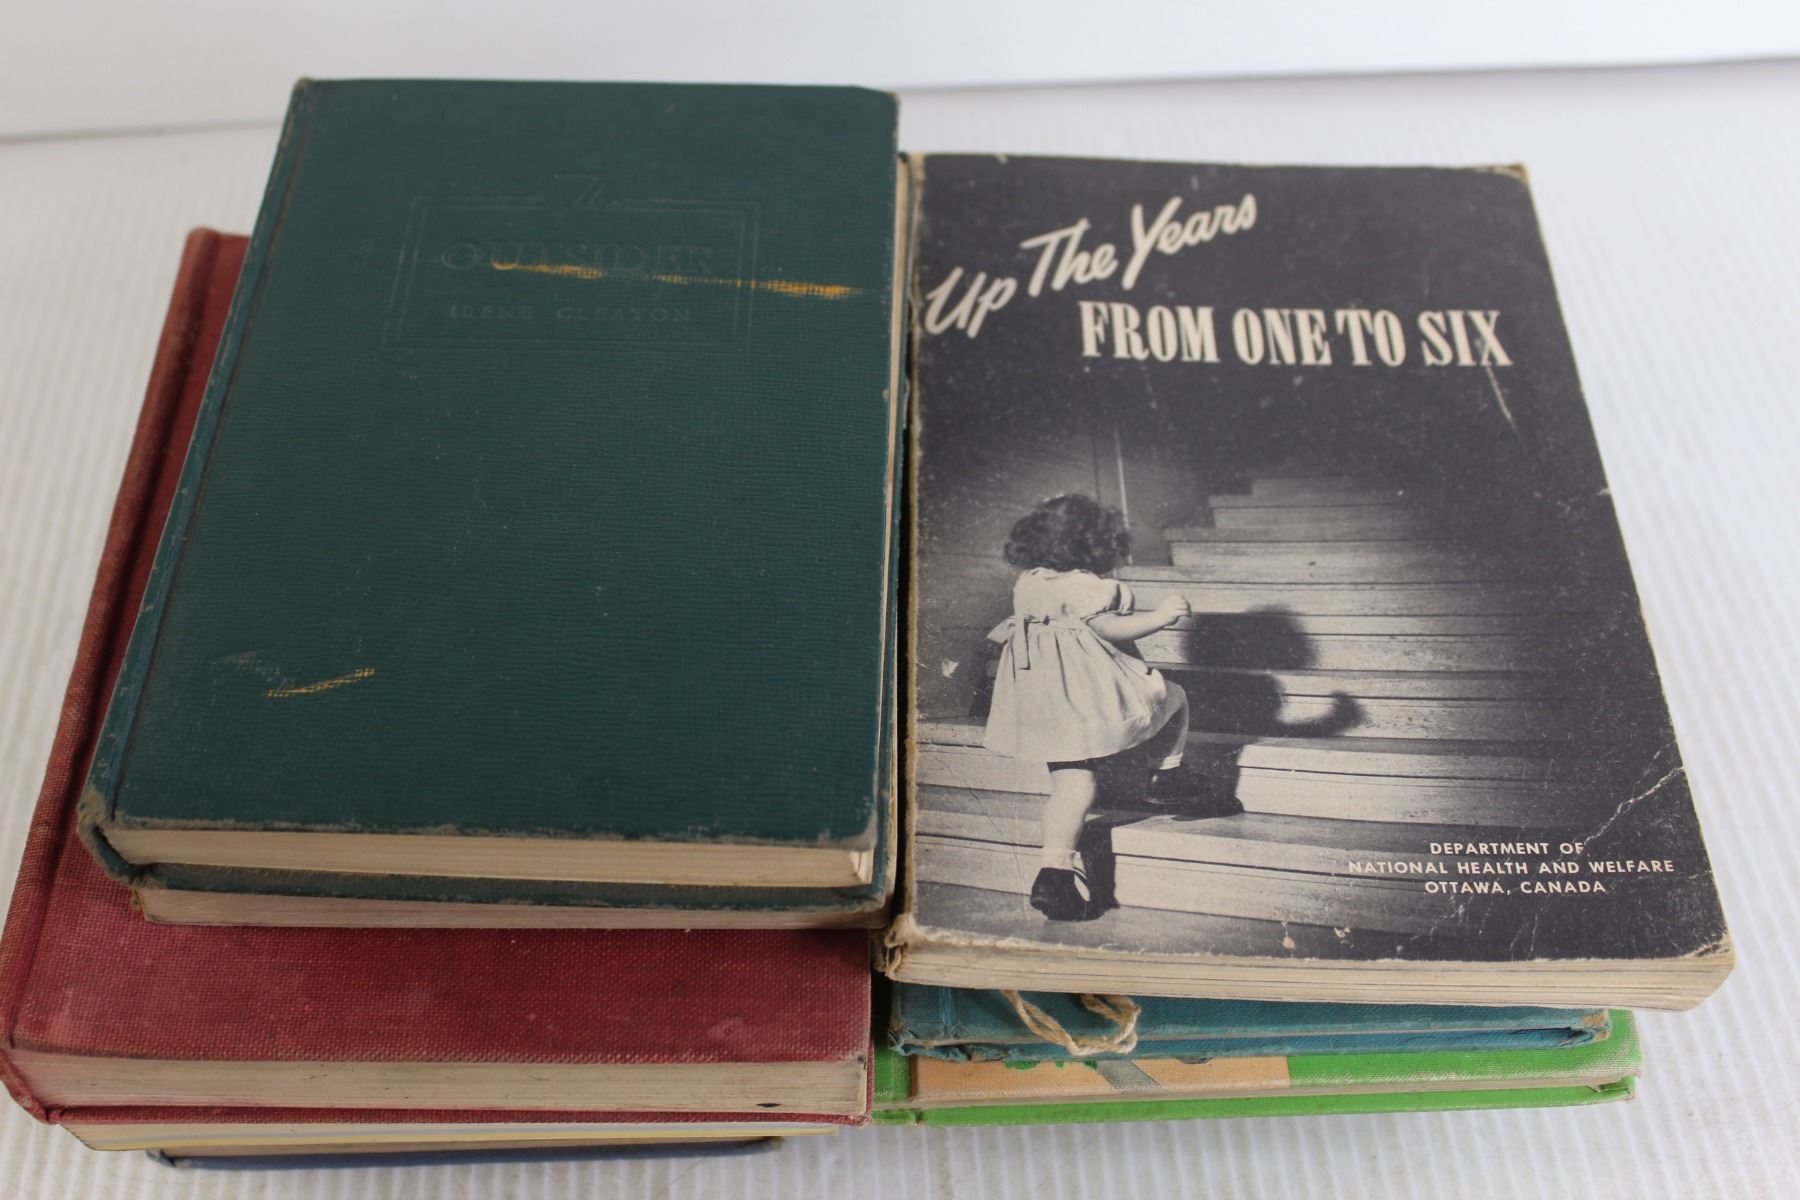 The
OUTSIDER
IRENE CLEATON
Up The Years
FROM ONE TO SIX
DEPARTMENT OF
NATIONAL HEALTH AND WELFARE
OTTAWA, CANADA